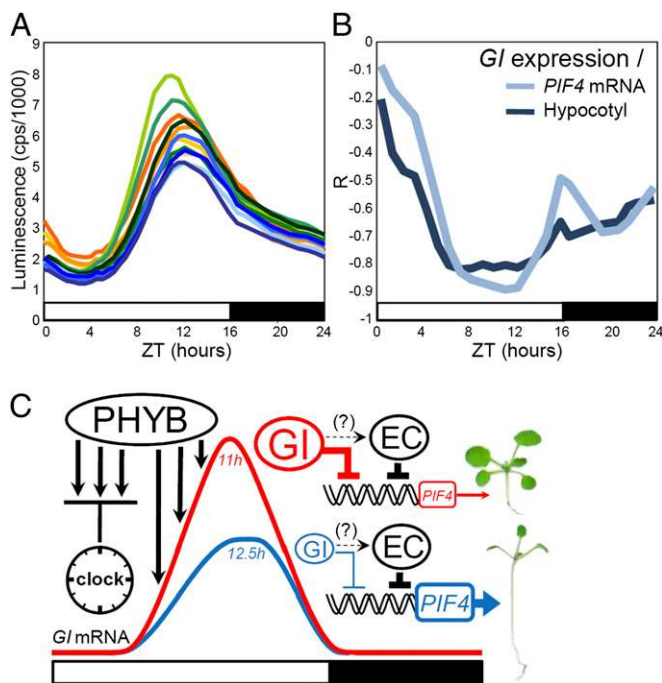 A
Luminescence (cps/1000)
9
8
7
6
5
4
3
2
1
0
0 4 8 12 16 20 24
ZT (hours)
B
GI expression /
PIF4 mRNA
Hypocotyl
R
0
-0.1
-0.2
-0.3
-0.4
-0.5
-0.6
-0.7
-0.8
-0.9
-1
0 4 8 12 16 20 24
ZT (hours)
C
PHYB
clock
GI mRNA
11h
12.5h
GI
(?)
EC
PIF4
GI
(?)
EC
PIF4